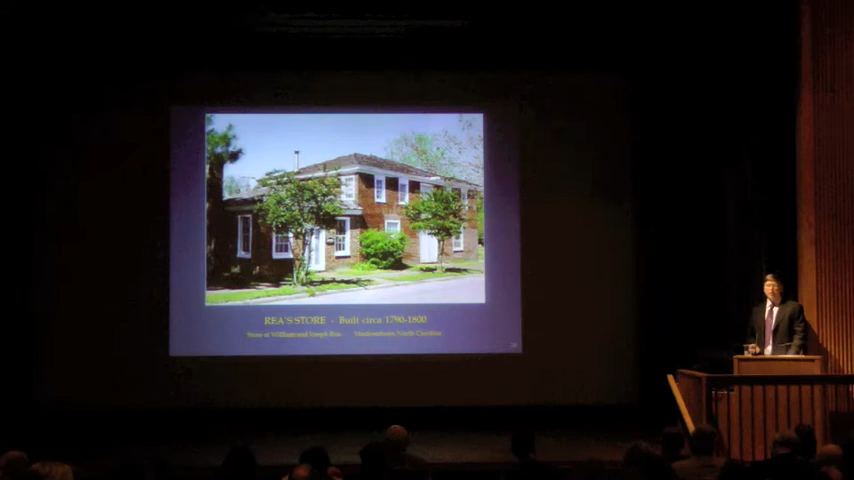 REA'S STORE - Built circa 1790-1800
Store of William and Joseph Rea Murfreesboro, North Carolina